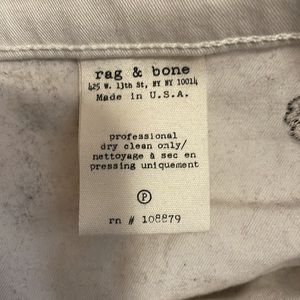 rag & bone
425 W. 13th St, NY NY 10014
Made in U.S.A.
professional
dry clean only/
nettoyage à sec en
pressing uniquement
P
rn # 108879